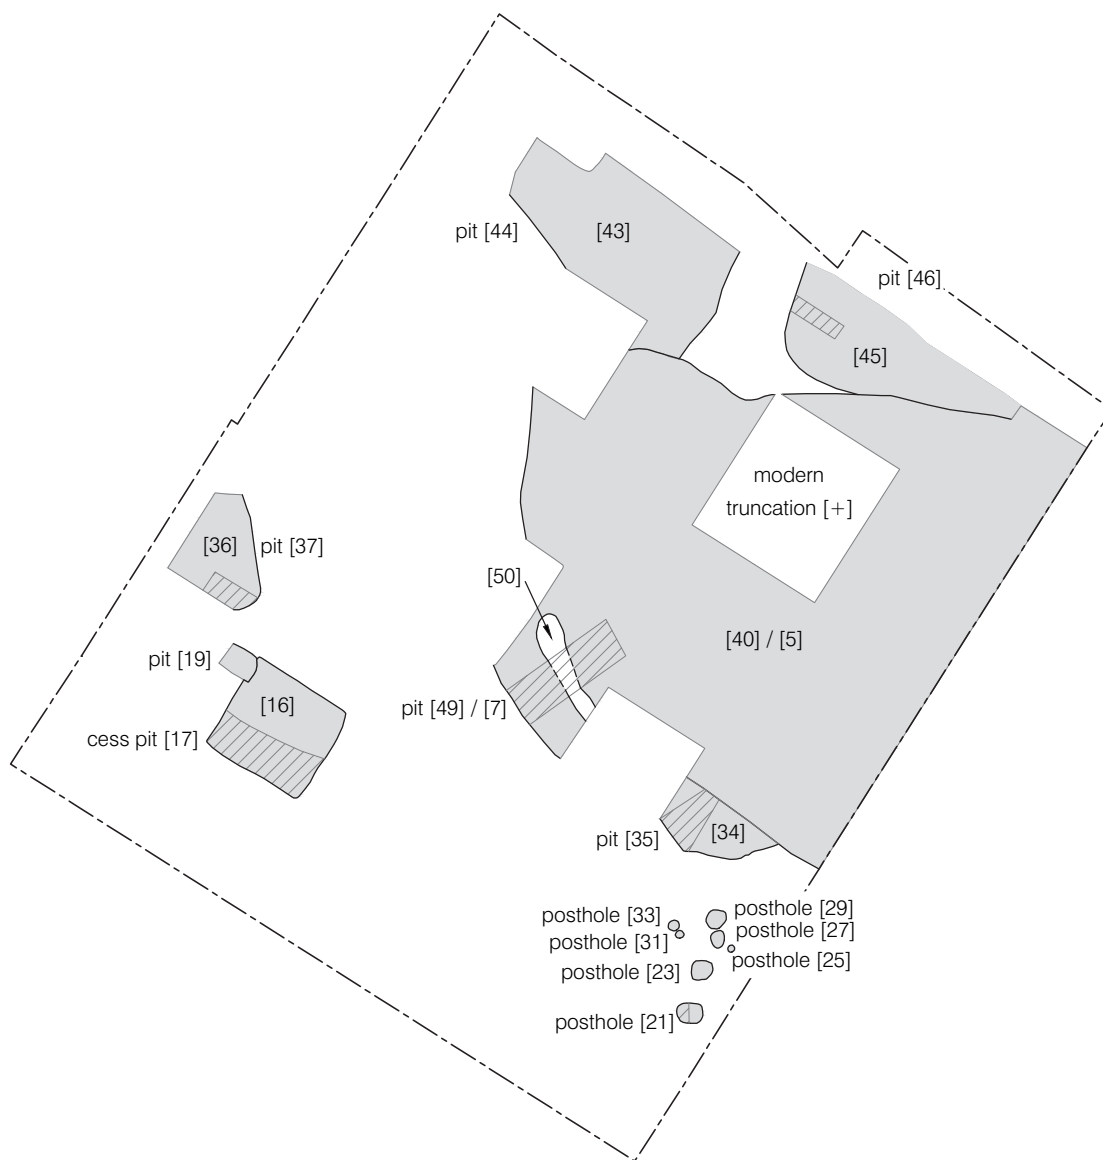 pit [44]
[43]
pit [46]
[45]
modern
truncation [+]
[36]
pit [37]
[50]
[40] / [5]
pit [19]
[16]
pit [49] / [7]
cess pit [17]
pit [35]
[34]
posthole [33]
posthole [29]
posthole [31]
posthole [27]
posthole [23]
posthole [25]
posthole [21]